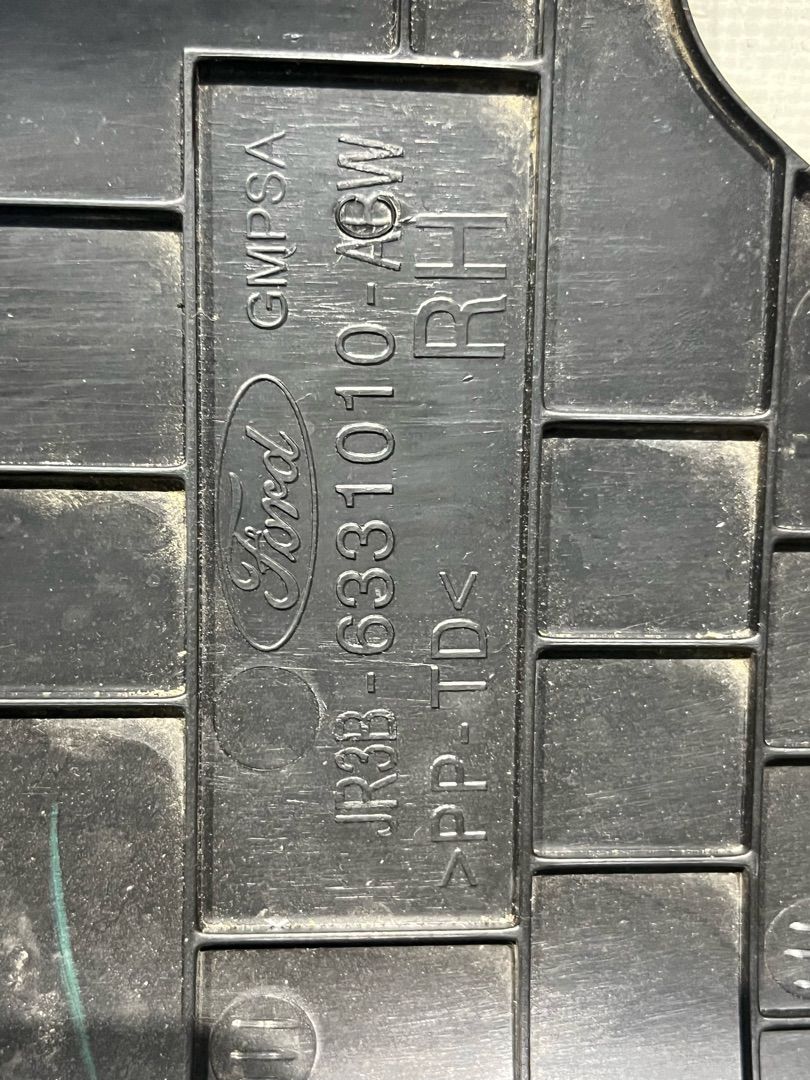 Ford GMPSA
JR3B-6331010-ACW
RH
>PP-TD<